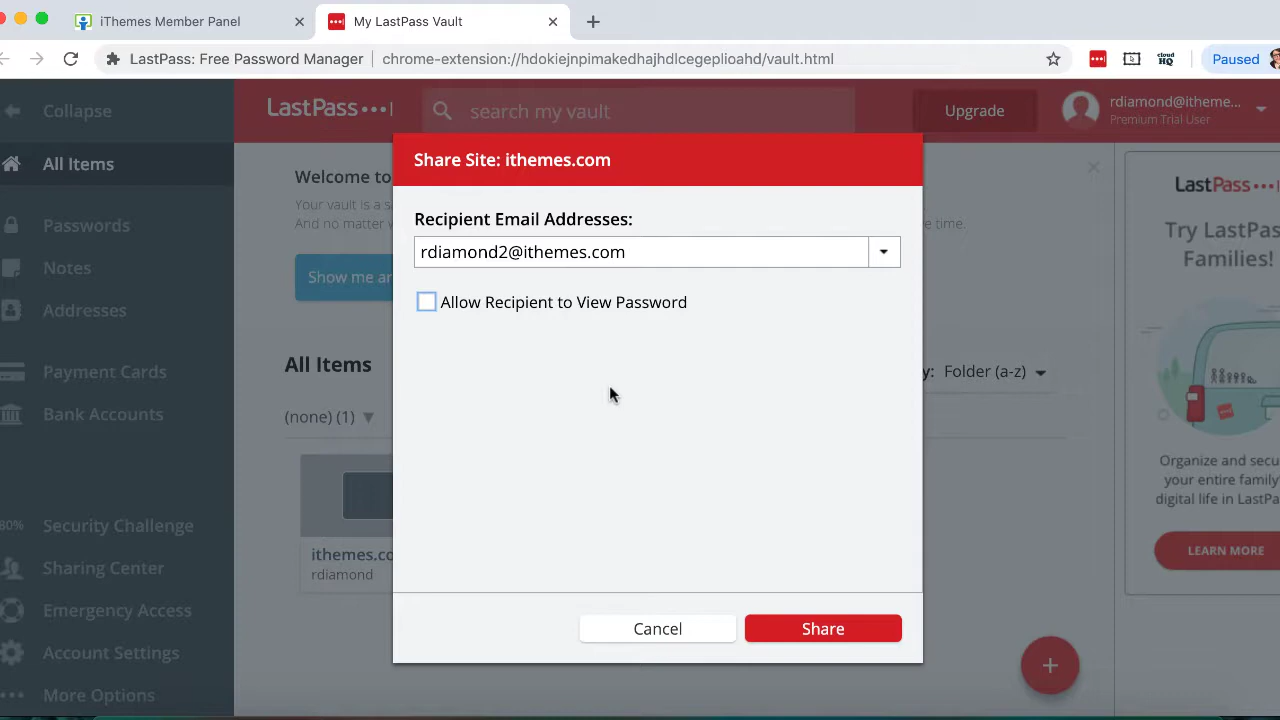 iThemes Member Panel
My LastPass Vault
LastPass: Free Password Manager
chrome-extension://hdokiejnpimakedhajhdlcegeplioahd/vault.html
cloud HQ
Paused
Collapse
LastPass
search my vault
Upgrade
rdiamond@itheme...
Premium Trial User
All Items
Passwords
Notes
Addresses
Payment Cards
Bank Accounts
80%
Security Challenge
Sharing Center
Emergency Access
Account Settings
More Options
Welcome to
Your vault is a s
And no matter
e time.
Show me ar
All Items
y: Folder (a-z)
(none) (1)
ithemes.co
rdiamond
Share Site: ithemes.com
Recipient Email Addresses:
rdiamond2@ithemes.com
Allow Recipient to View Password
Cancel
Share
LastPass
Try LastPas
Families!
Organize and secu
your entire family
digital life in LastPa
LEARN MORE